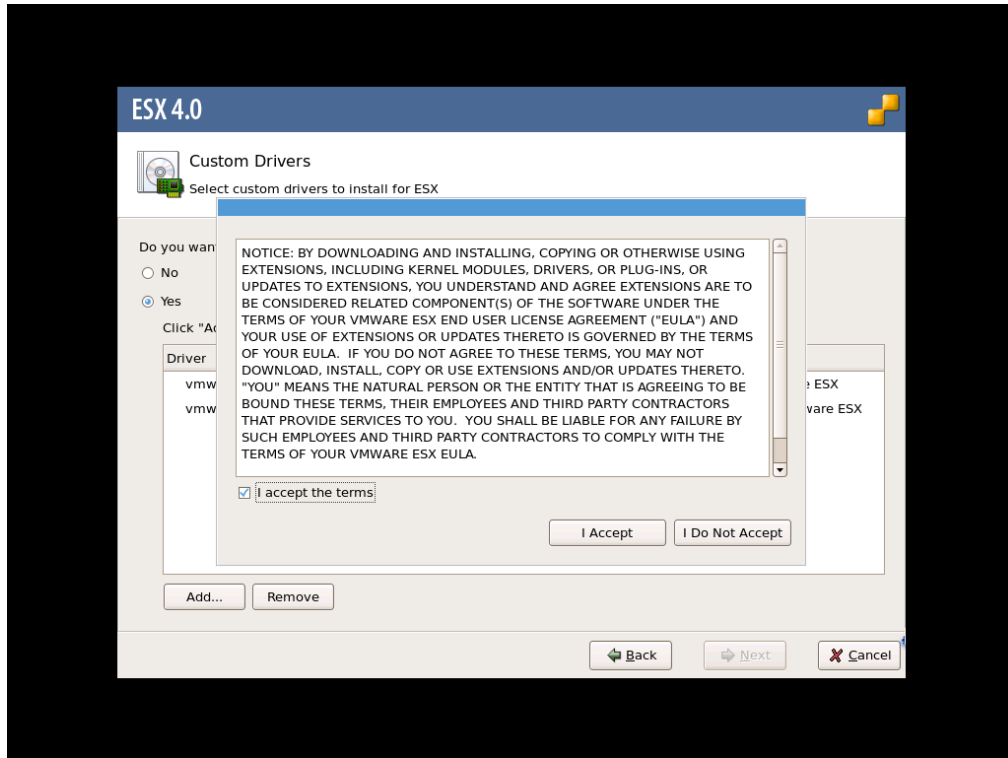 ESX 4.0
Custom Drivers
Select custom drivers to install for ESX
Do you wan
No
Yes
Click "Ad
Driver
vmw
e ESX
vmw
ware ESX
NOTICE: BY DOWNLOADING AND INSTALLING, COPYING OR OTHERWISE USING
EXTENSIONS, INCLUDING KERNEL MODULES, DRIVERS, OR PLUG-INS, OR
UPDATES TO EXTENSIONS, YOU UNDERSTAND AND AGREE EXTENSIONS ARE TO
BE CONSIDERED RELATED COMPONENT(S) OF THE SOFTWARE UNDER THE
TERMS OF YOUR VMWARE ESX END USER LICENSE AGREEMENT ("EULA") AND
YOUR USE OF EXTENSIONS OR UPDATES THERETO IS GOVERNED BY THE TERMS
OF YOUR EULA.  IF YOU DO NOT AGREE TO THESE TERMS, YOU MAY NOT
DOWNLOAD, INSTALL, COPY OR USE EXTENSIONS AND/OR UPDATES THERETO.
"YOU" MEANS THE NATURAL PERSON OR THE ENTITY THAT IS AGREEING TO BE
BOUND THESE TERMS, THEIR EMPLOYEES AND THIRD PARTY CONTRACTORS
THAT PROVIDE SERVICES TO YOU.  YOU SHALL BE LIABLE FOR ANY FAILURE BY
SUCH EMPLOYEES AND THIRD PARTY CONTRACTORS TO COMPLY WITH THE
TERMS OF YOUR VMWARE ESX EULA.
I accept the terms
I Accept
I Do Not Accept
Add...
Remove
Back
Next
Cancel